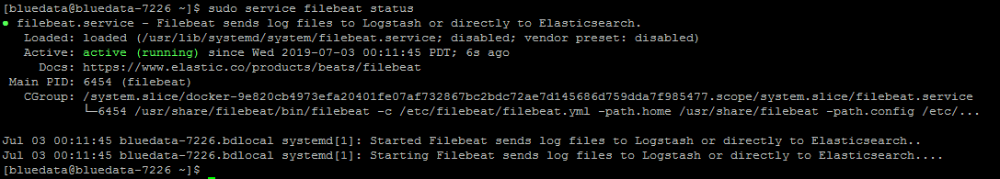 [bluedata@bluedata-7226 ~]$ sudo service filebeat status
● filebeat.service - Filebeat sends log files to Logstash or directly to Elasticsearch.
   Loaded: loaded (/usr/lib/systemd/system/filebeat.service; disabled; vendor preset: disabled)
   Active: active (running) since Wed 2019-07-03 00:11:45 PDT; 6s ago
     Docs: https://www.elastic.co/products/beats/filebeat
 Main PID: 6454 (filebeat)
   CGroup: /system.slice/docker-9e820cb4973efa20401fe07af732867bc2bdc72ae7d145686d759dda7f985477.scope/system.slice/filebeat.service
           └─6454 /usr/share/filebeat/bin/filebeat -c /etc/filebeat/filebeat.yml -path.home /usr/share/filebeat -path.config /etc/...
Jul 03 00:11:45 bluedata-7226.bdlocal systemd[1]: Started Filebeat sends log files to Logstash or directly to Elasticsearch..
Jul 03 00:11:45 bluedata-7226.bdlocal systemd[1]: Starting Filebeat sends log files to Logstash or directly to Elasticsearch....
[bluedata@bluedata-7226 ~]$